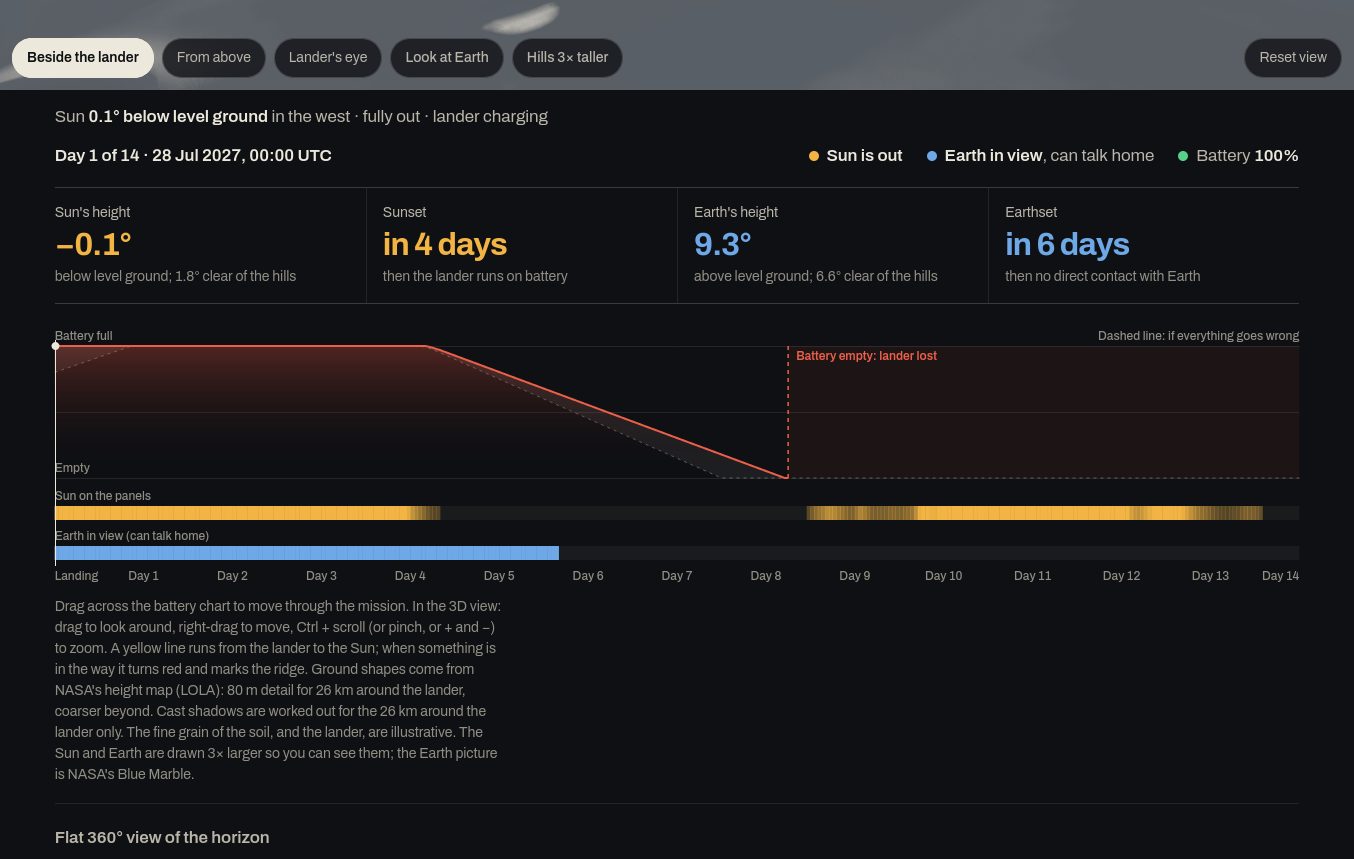 Beside the lander
From above
Lander's eye
Look at Earth
Hills 3× taller
Reset view
Sun 0.1° below level ground in the west · fully out · lander charging
Day 1 of 14 · 28 Jul 2027, 00:00 UTC
Sun is out
Earth in view, can talk home
Battery 100%
Sun's height
−0.1°
below level ground; 1.8° clear of the hills
Sunset
in 4 days
then the lander runs on battery
Earth's height
9.3°
above level ground; 6.6° clear of the hills
Earthset
in 6 days
then no direct contact with Earth
Battery full
Dashed line: if everything goes wrong
Battery empty: lander lost
Empty
Sun on the panels
Earth in view (can talk home)
Landing Day 1 Day 2 Day 3 Day 4 Day 5 Day 6 Day 7 Day 8 Day 9 Day 10 Day 11 Day 12 Day 13 Day 14
Drag across the battery chart to move through the mission. In the 3D view:
drag to look around, right-drag to move, Ctrl + scroll (or pinch, or + and −)
to zoom. A yellow line runs from the lander to the Sun; when something is
in the way it turns red and marks the ridge. Ground shapes come from
NASA's height map (LOLA): 80 m detail for 26 km around the lander,
coarser beyond. Cast shadows are worked out for the 26 km around the
lander only. The fine grain of the soil, and the lander, are illustrative. The
Sun and Earth are drawn 3× larger so you can see them; the Earth picture
is NASA's Blue Marble.
Flat 360° view of the horizon